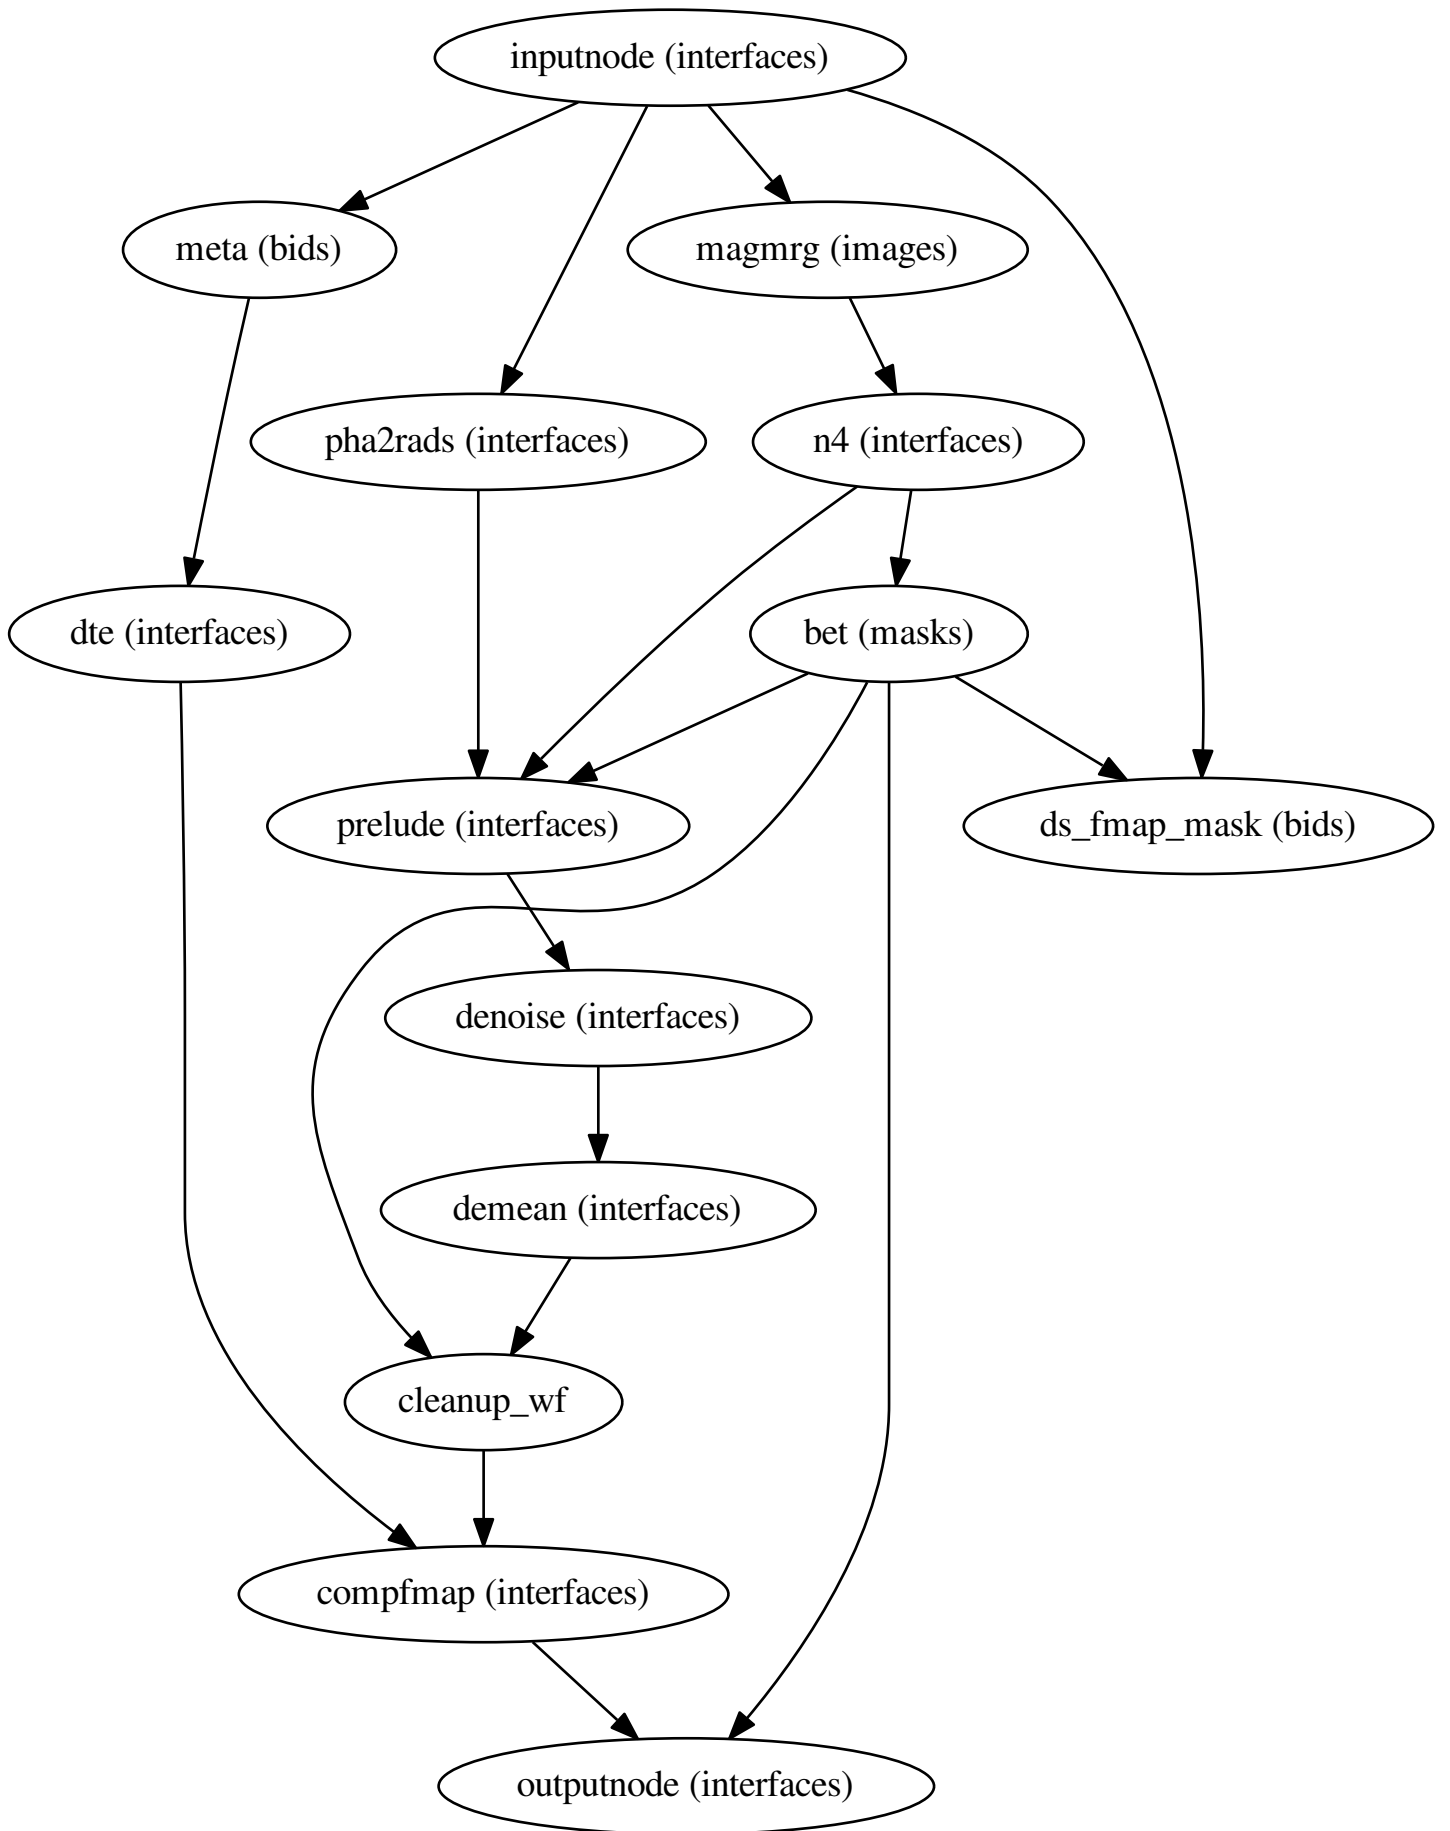 inputnode (interfaces)
meta (bids)
magmrg (images)
pha2rads (interfaces)
n4 (interfaces)
dte (interfaces)
bet (masks)
prelude (interfaces)
ds_fmap_mask (bids)
denoise (interfaces)
demean (interfaces)
cleanup_wf
compfmap (interfaces)
outputnode (interfaces)